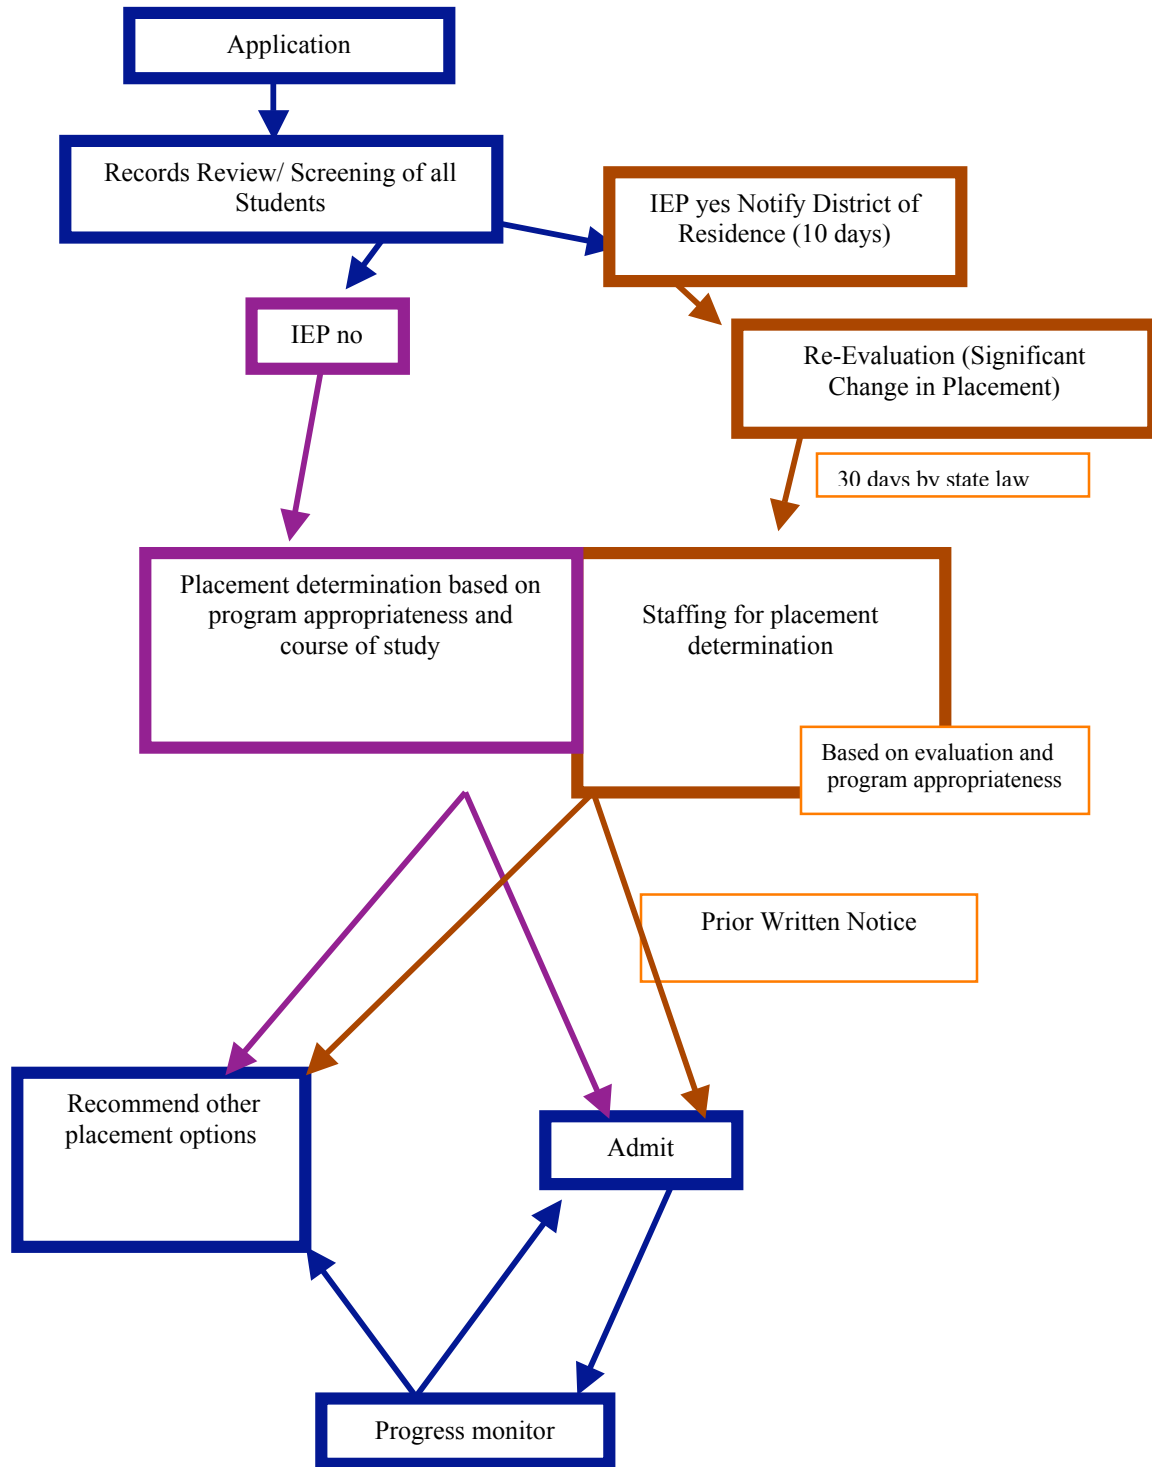 Application
Records Review/ Screening of all
Students
IEP yes Notify District of
Residence (10 days)
IEP no
Re-Evaluation (Significant
Change in Placement)
30 days by state law
Placement determination based on
program appropriateness and
course of study
Staffing for placement
determination
Based on evaluation and
program appropriateness
Prior Written Notice
Recommend other
placement options
Admit
Progress monitor